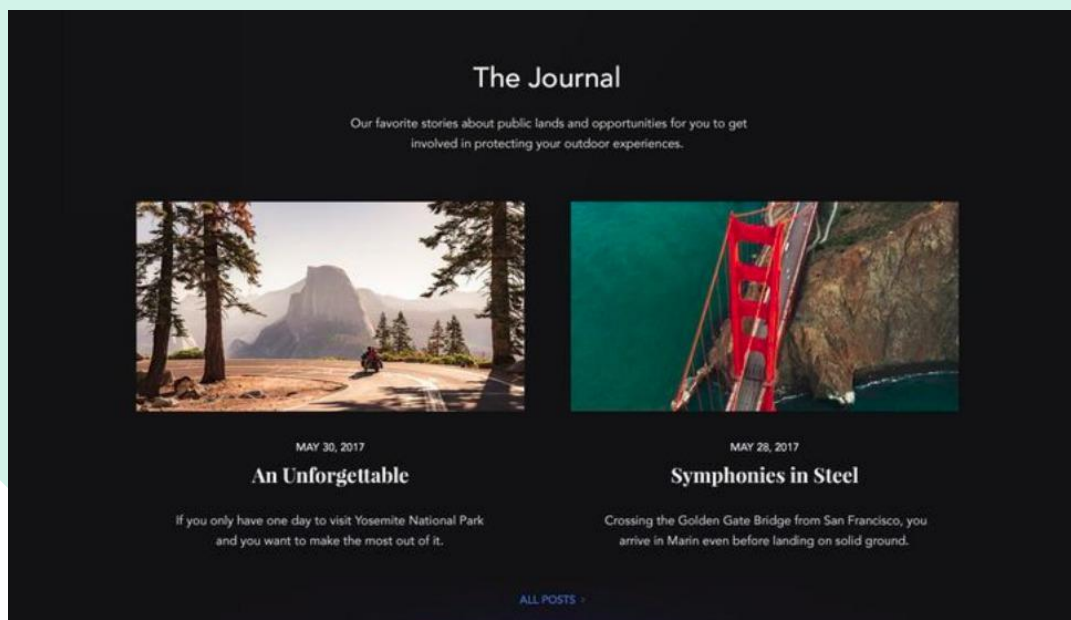 The Journal
Our favorite stories about public lands and opportunities for you to get
involved in protecting your outdoor experiences.
MAY 30, 2017
An Unforgettable
If you only have one day to visit Yosemite National Park
and you want to make the most out of it.
MAY 28, 2017
Symphonies in Steel
Crossing the Golden Gate Bridge from San Francisco, you
arrive in Marin even before landing on solid ground.
ALL POSTS ›